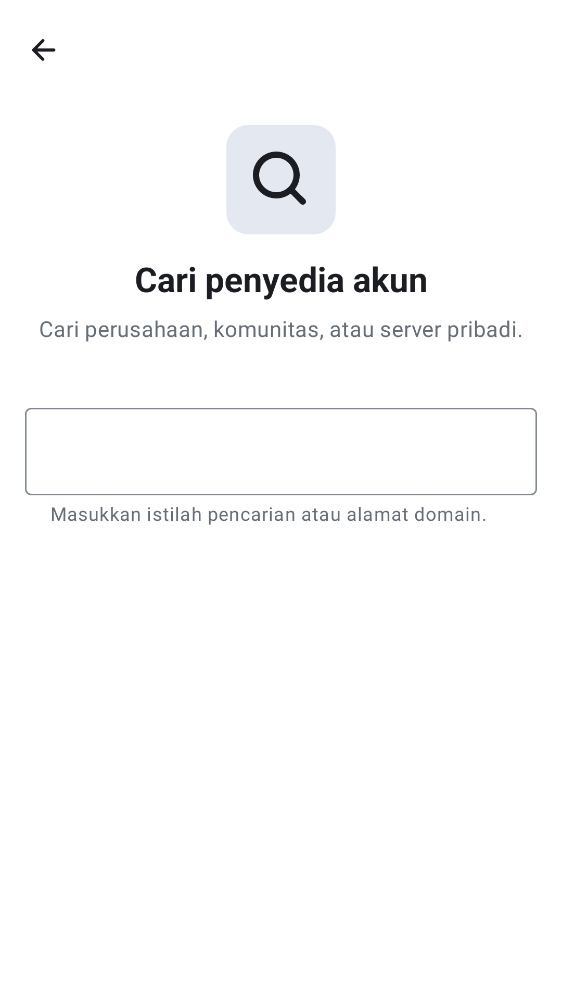 Cari penyedia akun
Cari perusahaan, komunitas, atau server pribadi.
Masukkan istilah pencarian atau alamat domain.